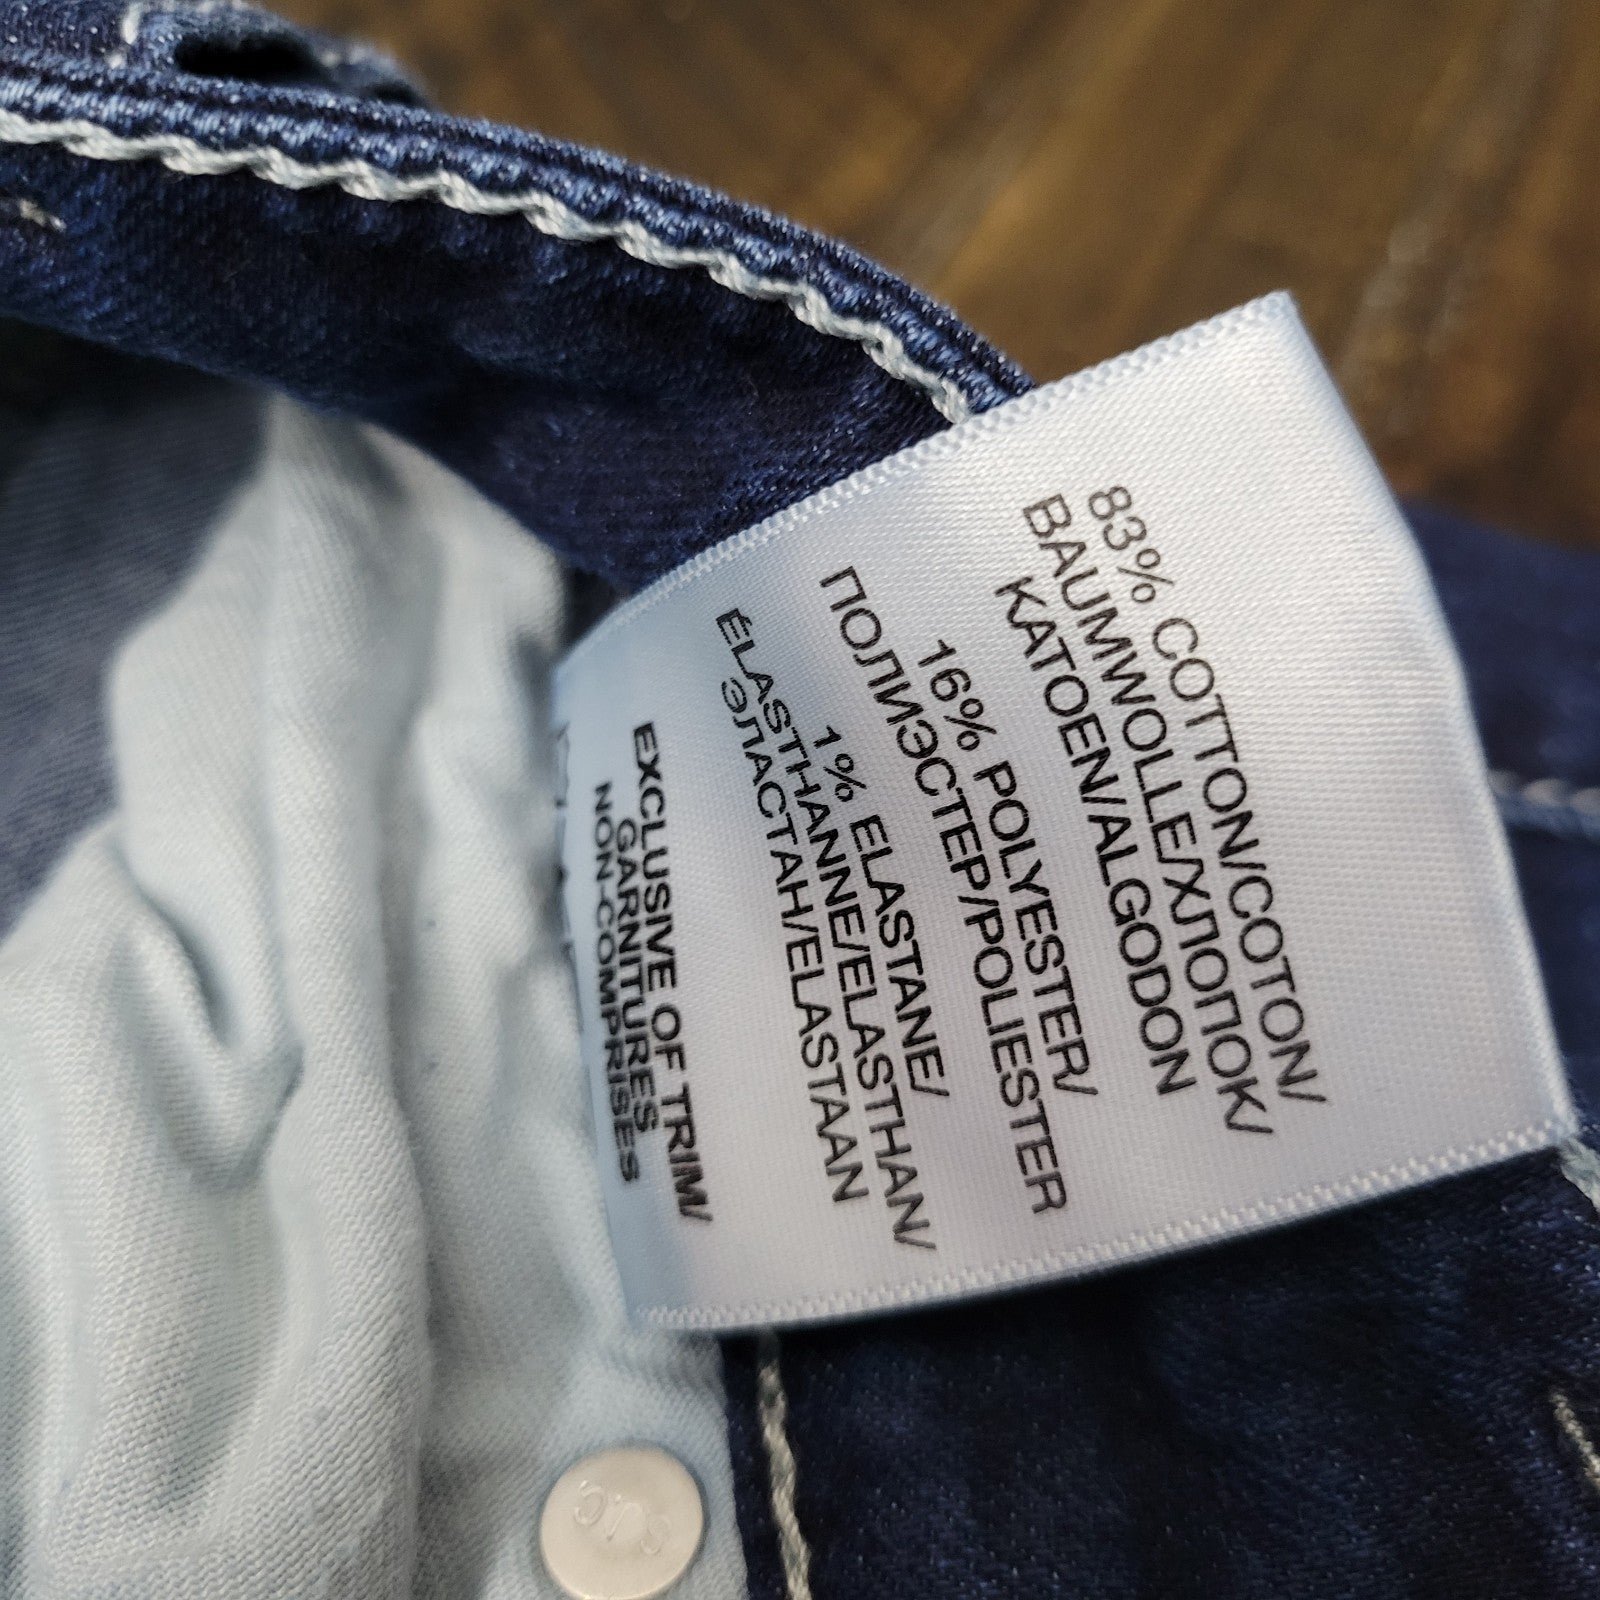 83% COTTON/COTON/
BAUMWOLLE/ХЛОПОК/
KATOEN/ALGODON
16% POLYESTER/
ПОЛИЭСТЕР/POLIESTER
1% ELASTANE/
ÉLASTHANNE/ELASTHAN/
ЭЛАСТАН/ELASTAAN
EXCLUSIVE OF TRIM/
GARNITURES
NON-COMPRISES